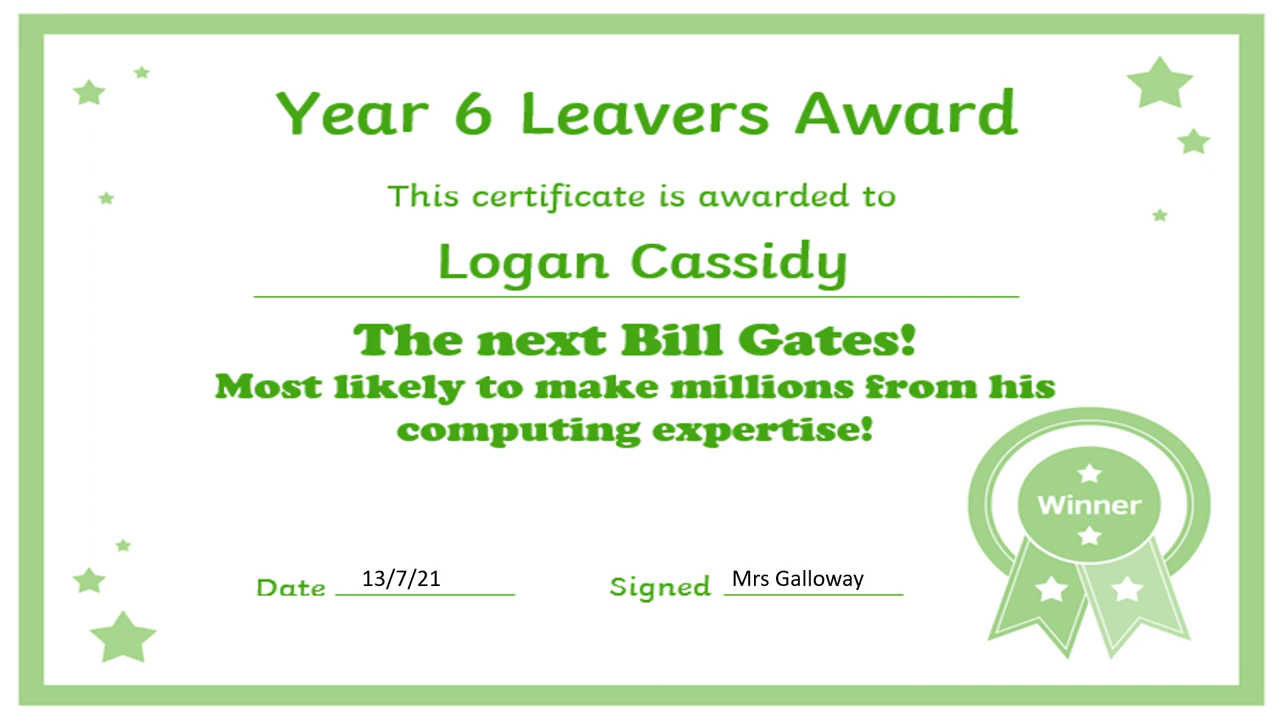 Year 6 Leavers Award
This certificate is awarded to
Logan Cassidy
The next Bill Gates!
Most likely to make millions from his
computing expertise!
Winner
Date 13/7/21 Signed Mrs Galloway